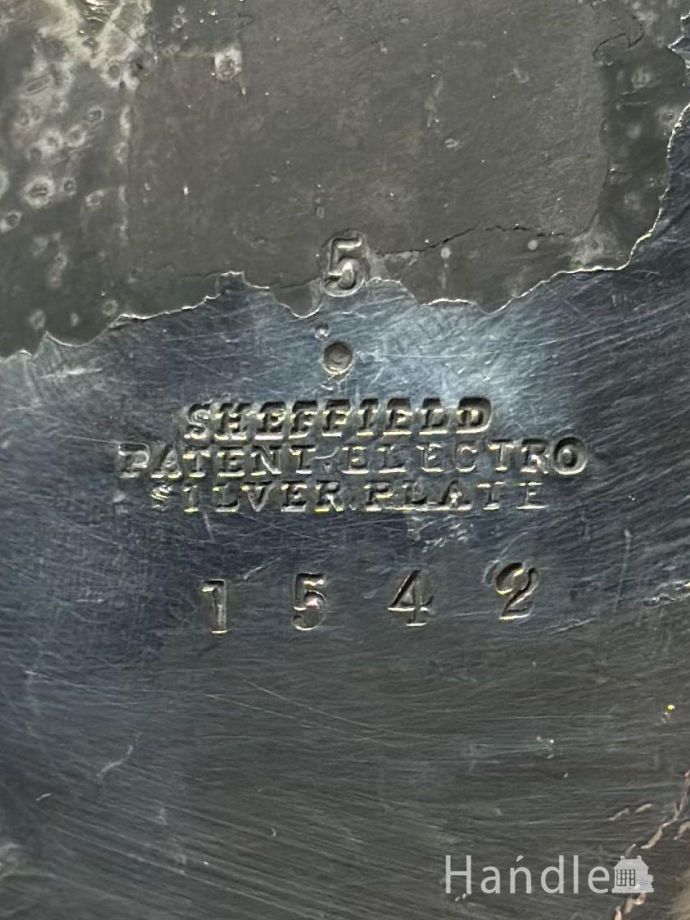 5
SHEFFIELD
PATENT ELECTRO
SILVER PLATE
1542
Handle